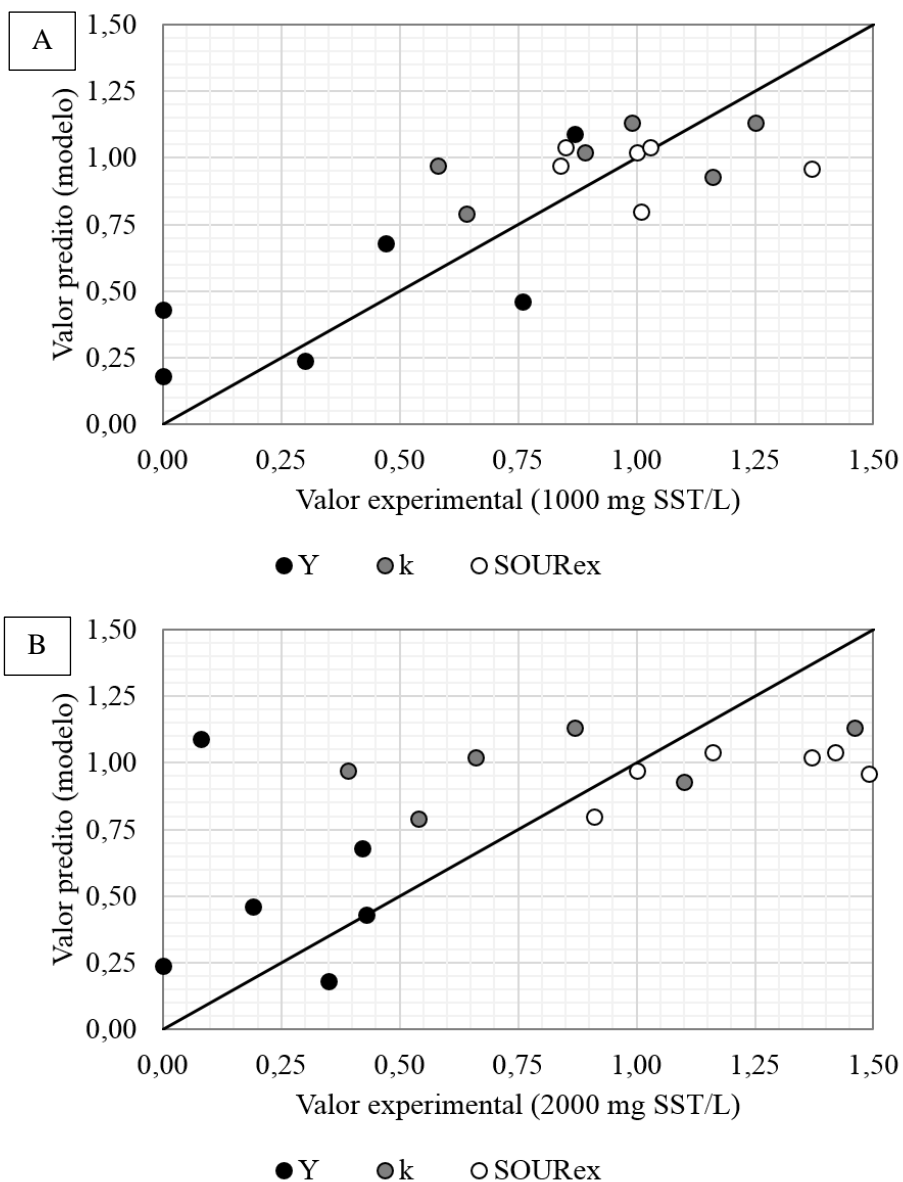 A
1,50
1,25
1,00
0,75
0,50
0,25
0,00
Valor predito (modelo)
0,00 0,25 0,50 0,75 1,00 1,25 1,50
Valor experimental (1000 mg SST/L)
Y k SOURex
B
1,50
1,25
1,00
0,75
0,50
0,25
0,00
Valor predito (modelo)
0,00 0,25 0,50 0,75 1,00 1,25 1,50
Valor experimental (2000 mg SST/L)
Y k SOURex